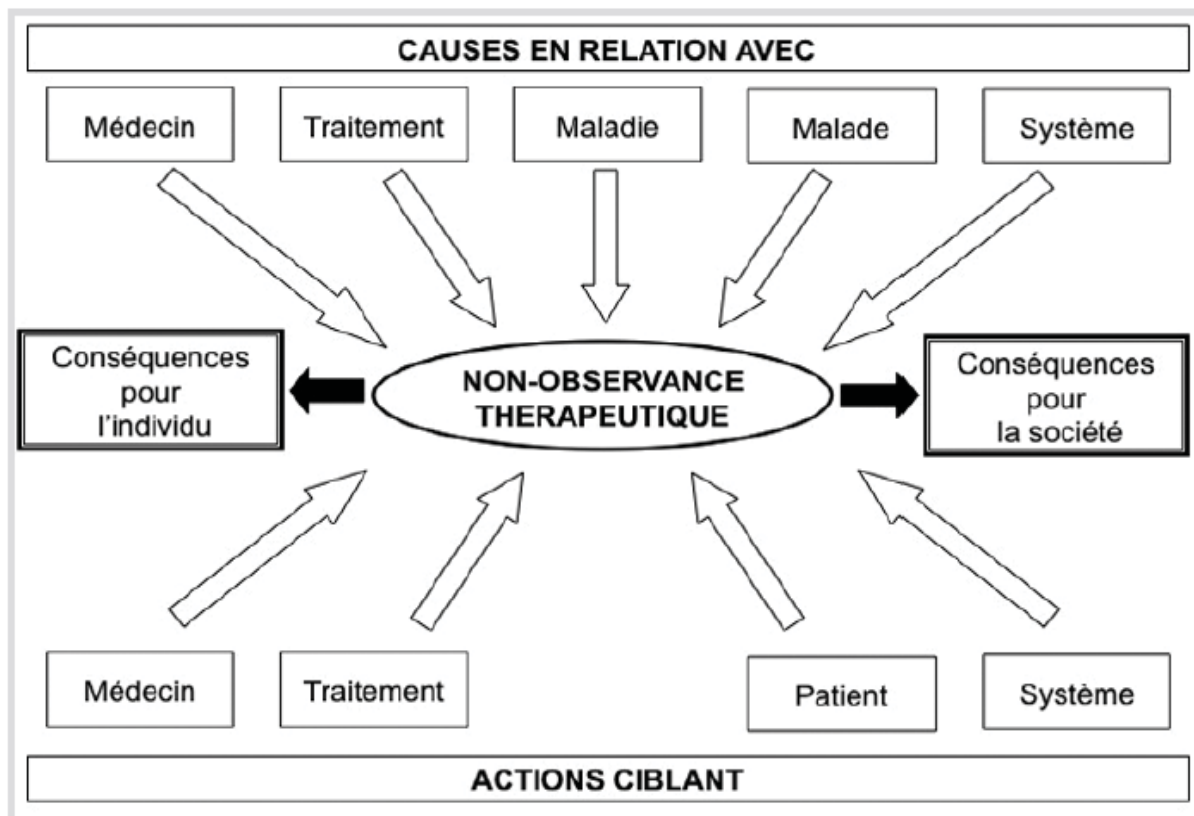 CAUSES EN RELATION AVEC
Médecin
Traitement
Maladie
Malade
Système
Conséquences
pour
l'individu
NON-OBSERVANCE
THERAPEUTIQUE
Conséquences
pour
la société
Médecin
Traitement
Patient
Système
ACTIONS CIBLANT